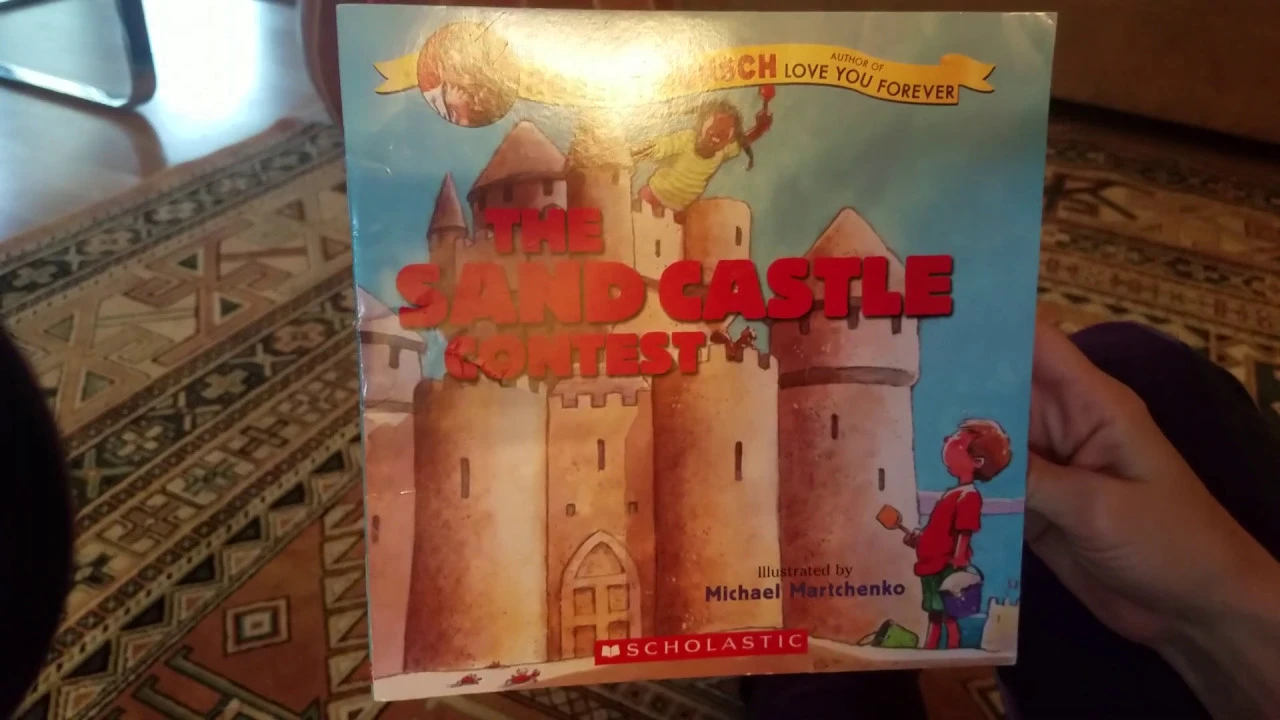 AUTHOR OF
LOVE YOU FOREVER
THE
SAND CASTLE
CONTEST
Illustrated by
Michael Martchenko
SCHOLASTIC